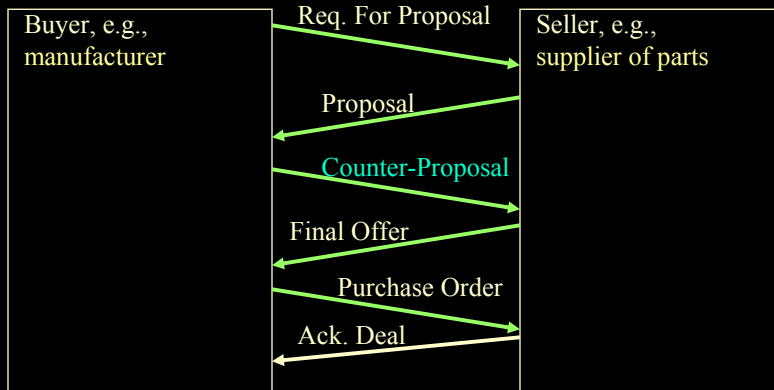 Buyer, e.g.,
manufacturer
Req. For Proposal
Seller, e.g.,
supplier of parts
Proposal
Counter-Proposal
Final Offer
Purchase Order
Ack. Deal